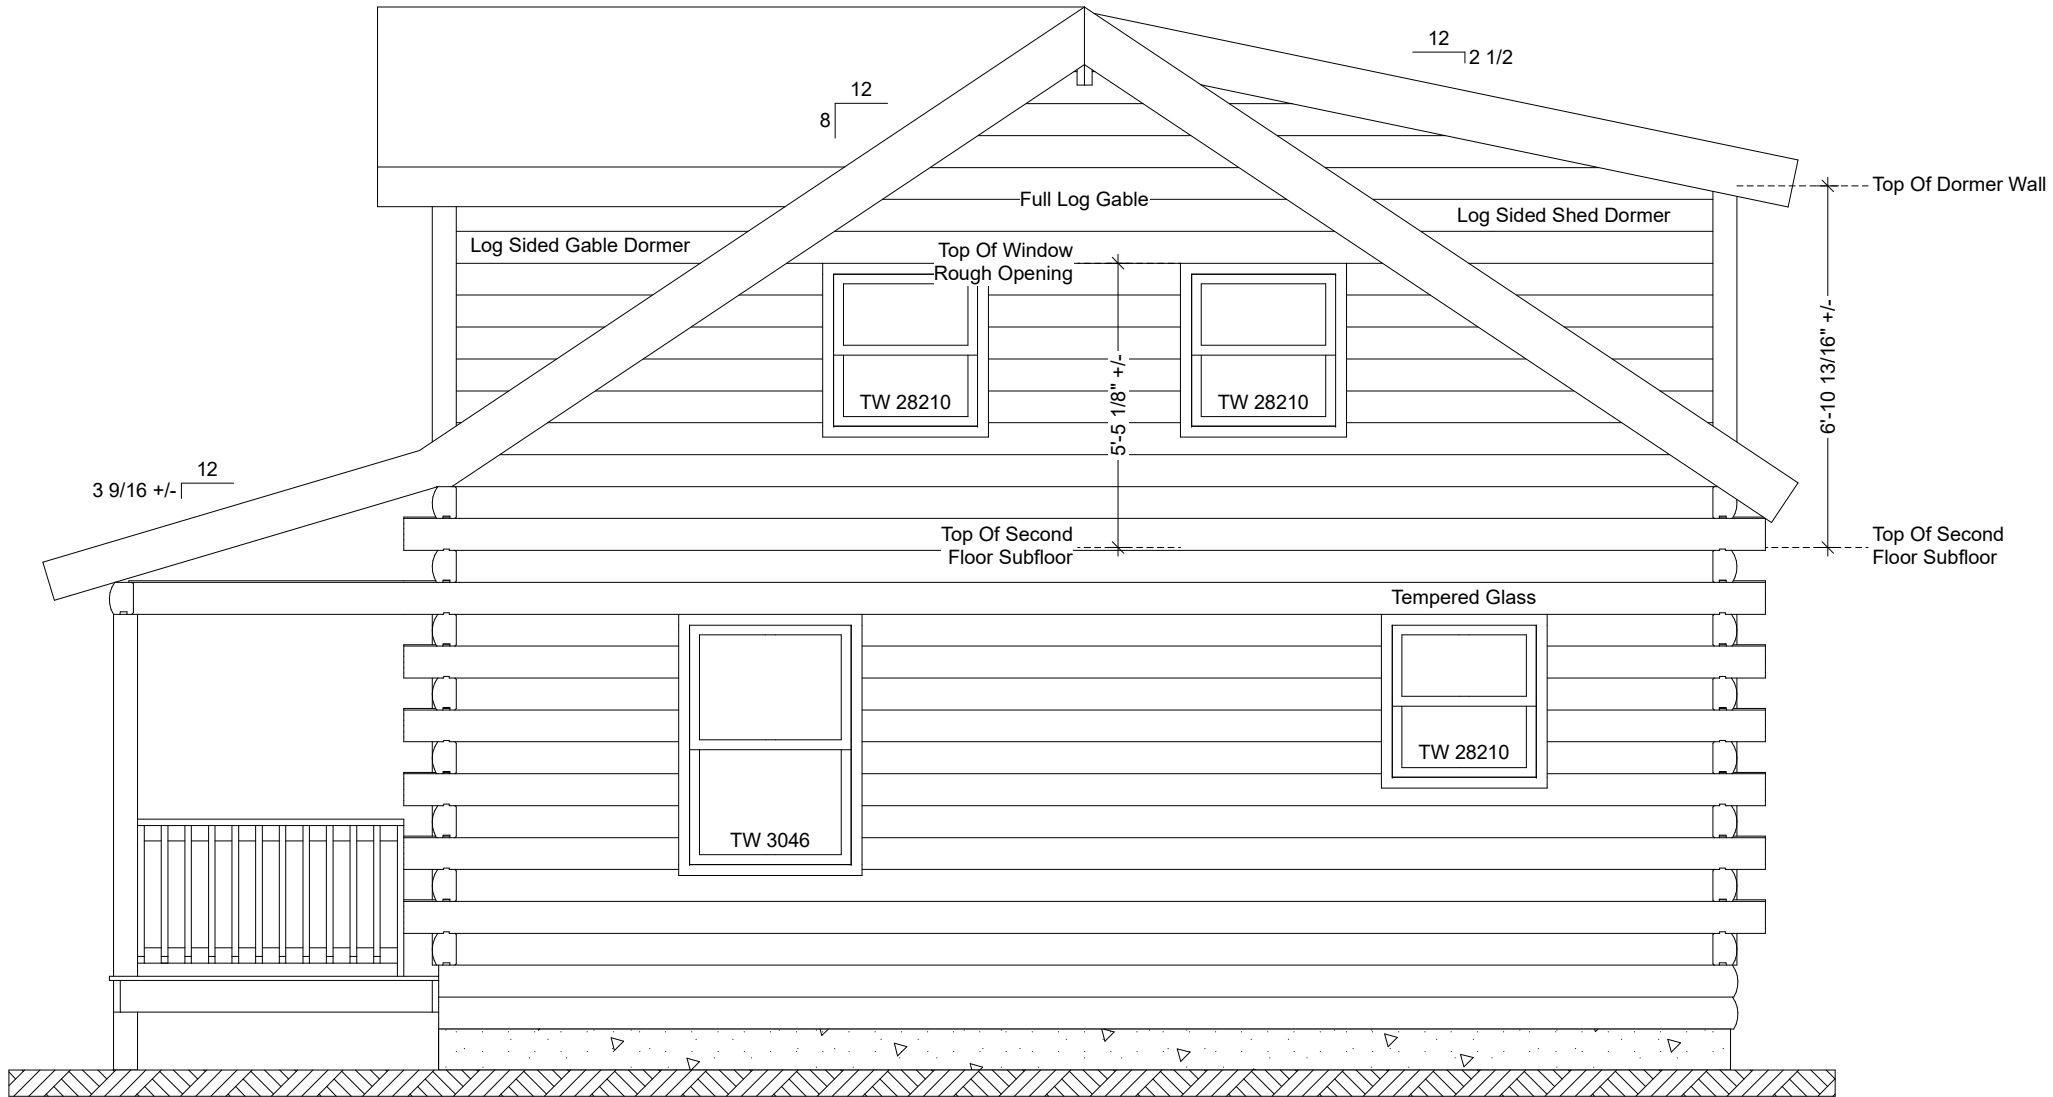 12
2 1/2
12
8
Top Of Dormer Wall
Full Log Gable
Log Sided Shed Dormer
Log Sided Gable Dormer
Top Of Window
Rough Opening
6'-10 13/16" +/-
5'-5 1/8" +/-
TW 28210
TW 28210
12
3 9/16 +/-
Top Of Second
Floor Subfloor
Top Of Second
Floor Subfloor
Tempered Glass
TW 28210
TW 3046